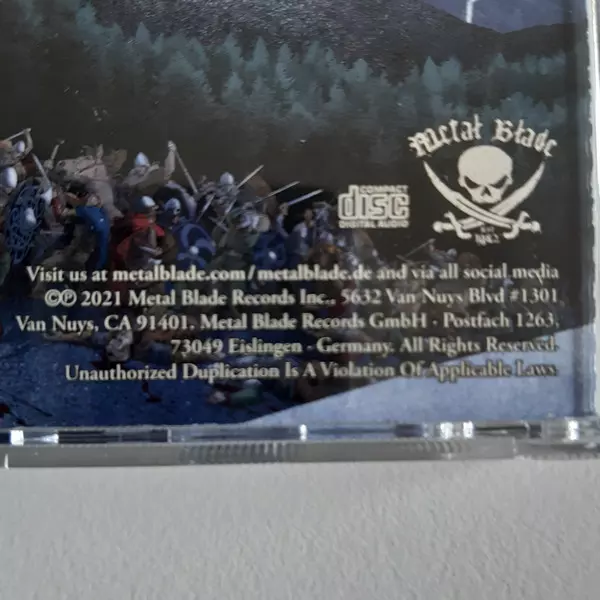 Metal Blade
EST
1982
COMPACT
disc
DIGITAL AUDIO
Visit us at metalblade.com/metalblade.de and via all social media
©℗ 2021 Metal Blade Records Inc., 5632 Van Nuys Blvd #1301,
Van Nuys, CA 91401. Metal Blade Records GmbH · Postfach 1263,
73049 Eislingen · Germany. All Rights Reserved.
Unauthorized Duplication Is A Violation Of Applicable Laws.